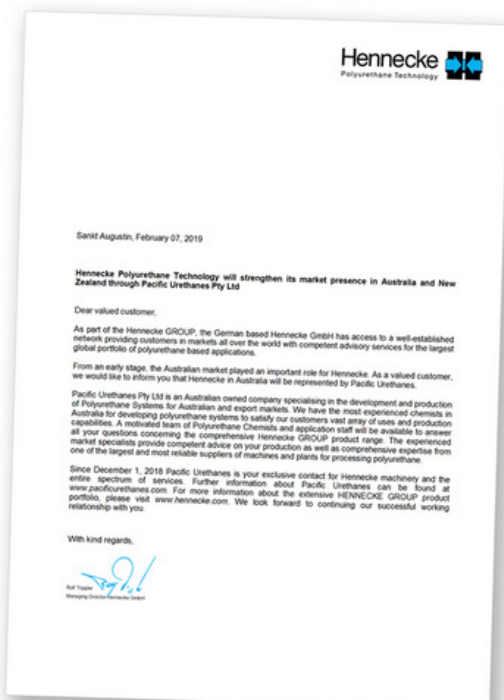 Hennecke
Polyurethane Technology
Sankt Augustin, February 07, 2019
Hennecke Polyurethane Technology will strengthen its market presence in Australia and New
Zealand through Pacific Urethanes Pty Ltd
Dear valued customer,
As part of the Hennecke GROUP, the German based Hennecke GmbH has access to a well-established
network providing customers in markets all over the world with competent advisory services for the largest
global portfolio of polyurethane based applications.
From an early stage, the Australian market played an important role for Hennecke. As a valued customer,
we would like to inform you that Hennecke in Australia will be represented by Pacific Urethanes.
Pacific Urethanes Pty Ltd is an Australian owned company specialising in the development and production
of Polyurethane Systems for Australian and export markets. We have the most experienced chemists in
Australia for developing polyurethane systems to satisfy our customers vast array of uses and production
capabilities. A motivated team of Polyurethane Chemists and application staff will be available to answer
all your questions concerning the comprehensive Hennecke GROUP product range. The experienced
market specialists provide competent advice on your production as well as comprehensive expertise from
one of the largest and most reliable suppliers of machines and plants for processing polyurethane.
Since December 1, 2018 Pacific Urethanes is your exclusive contact for Hennecke machinery and the
entire spectrum of services. Further information about Pacific Urethanes can be found at
www.pacificurethanes.com. For more information about the extensive HENNECKE GROUP product
portfolio, please visit www.hennecke.com. We look forward to continuing our successful working
relationship with you.
With kind regards,
Rolf Trippler
Managing Director Hennecke GmbH